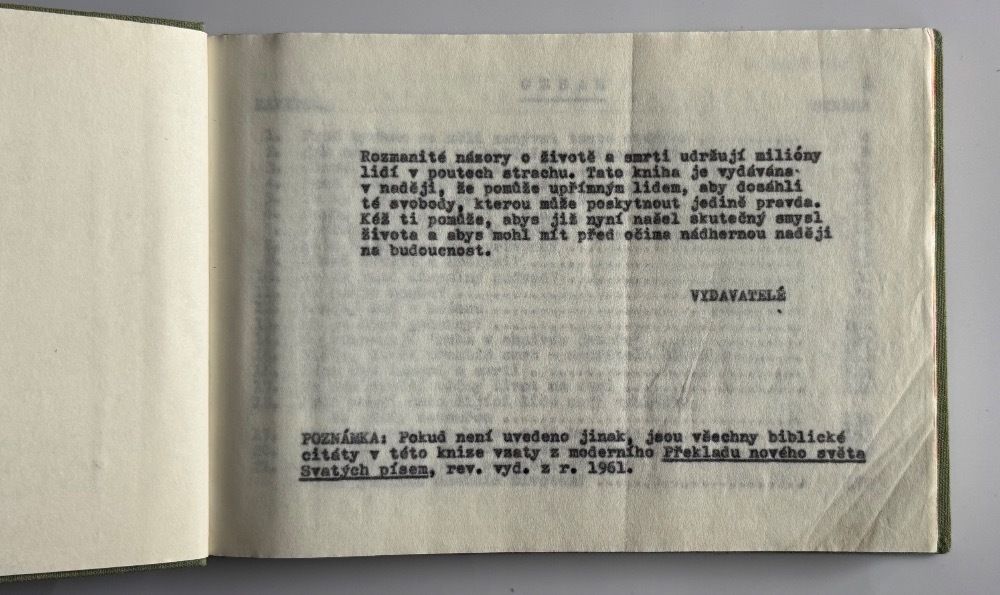 OBSAH
Rozmanité názory o životě a smrti udržují milióny
lidí v poutech strachu. Tato kniha je vydávána
v naději, že pomůže upřímným lidem, aby dosáhli
té svobody, kterou může poskytnout jedině pravda.
Kéž ti pomůže, abys již nyní našel skutečný smysl
života a abys mohl mít před očima nádhernou naději
na budoucnost.
VYDAVATELÉ
POZNÁMKA: Pokud není uvedeno jinak, jsou všechny biblické
citáty v této knize vzaty z moderního Překladu nového světa
Svatých písem, rev. vyd. z r. 1961.